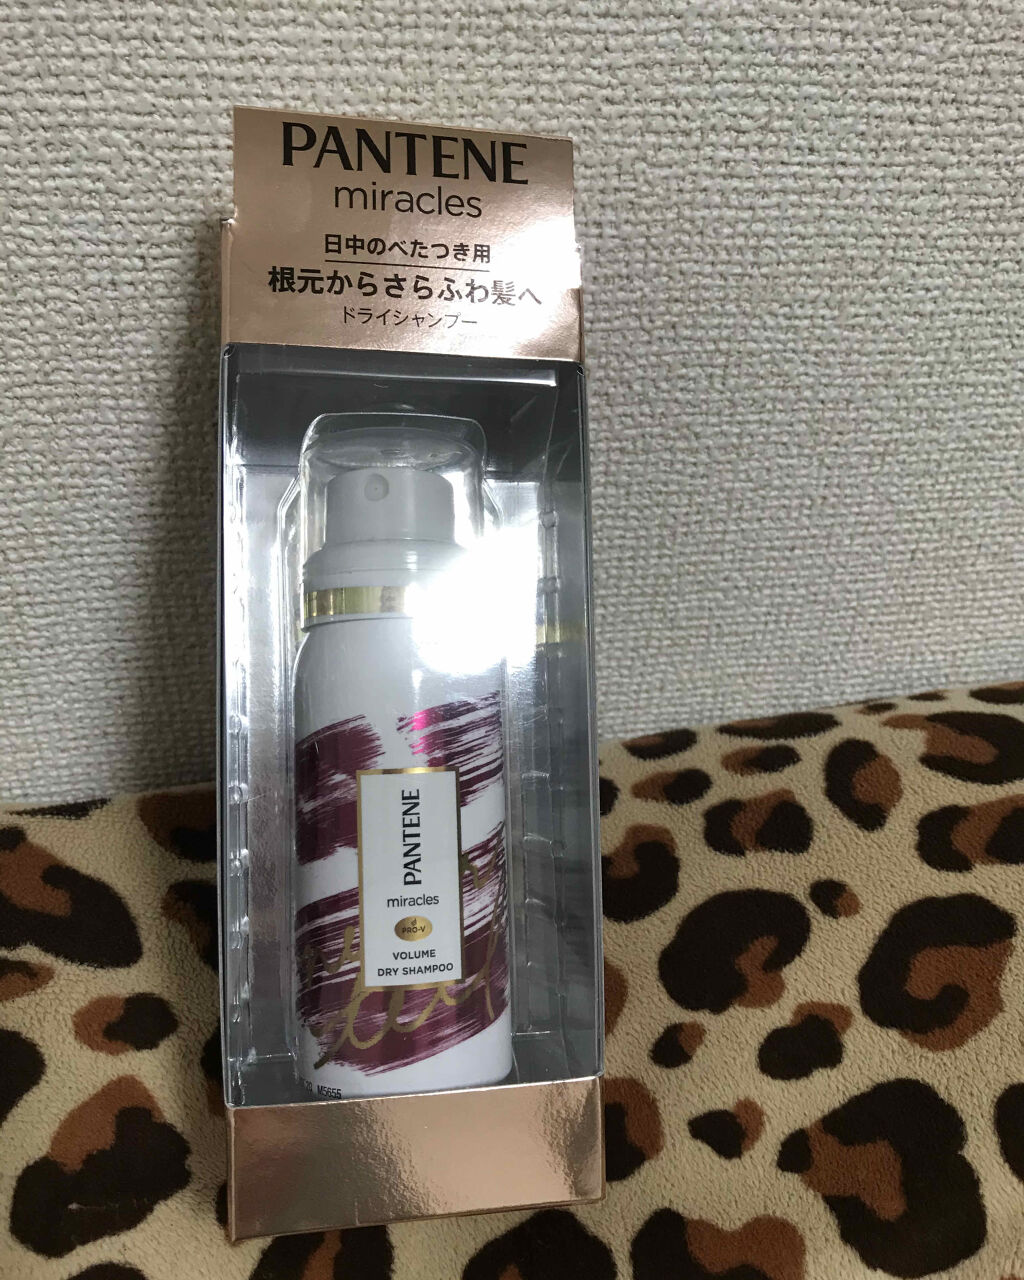 PANTENE
miracles
日中のべたつき用
根元からさらふわ髪へ
ドライシャンプー
PANTENE
miracles
PRO-V
VOLUME
DRY SHAMPOO
M5655